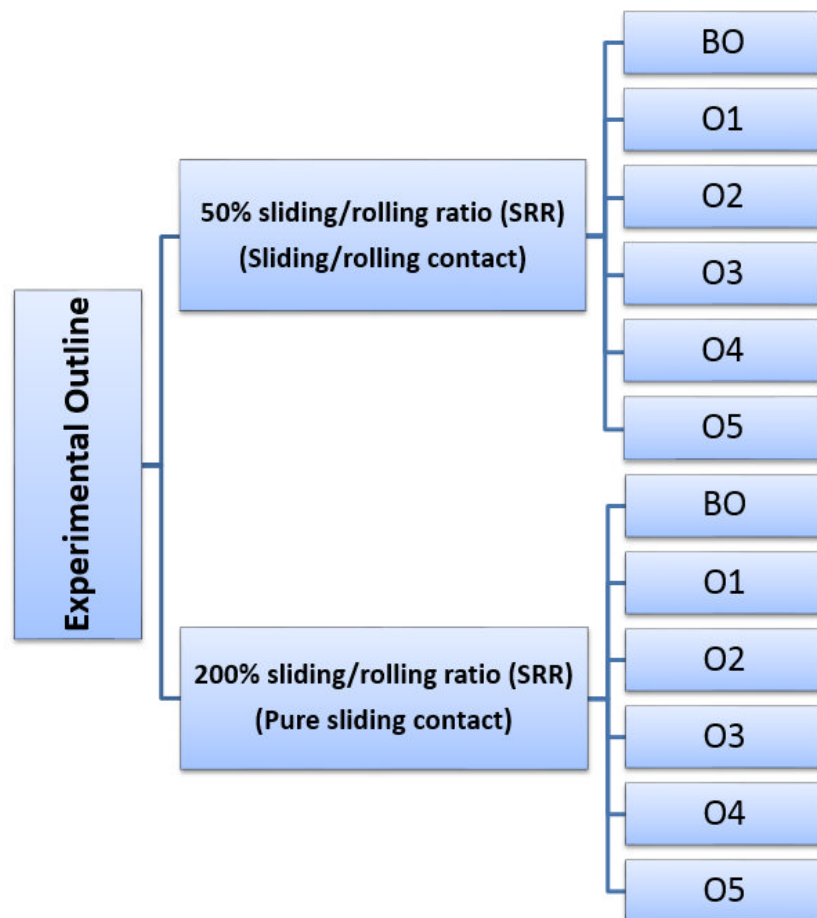 Experimental Outline
50% sliding/rolling ratio (SRR)
(Sliding/rolling contact)
BO
O1
O2
O3
O4
O5
200% sliding/rolling ratio (SRR)
(Pure sliding contact)
BO
O1
O2
O3
O4
O5